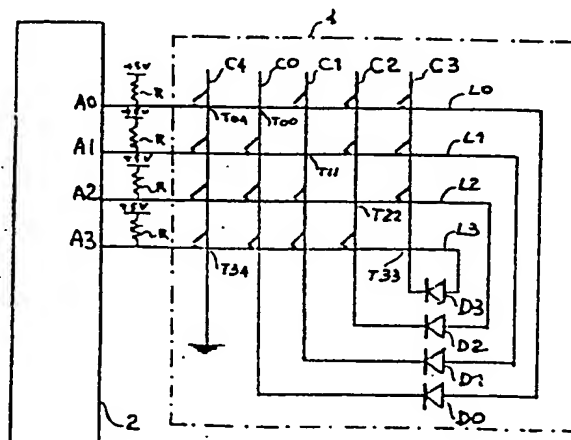 1
C4 C0 C1 C2 C3
+5V
R
A0
L0
T04 T00
+5V
R
A1
L1
T11
+5V
R
A2
L2
T22
+5V
R
A3
L3
T34
T33
D3
D2
D1
D0
2